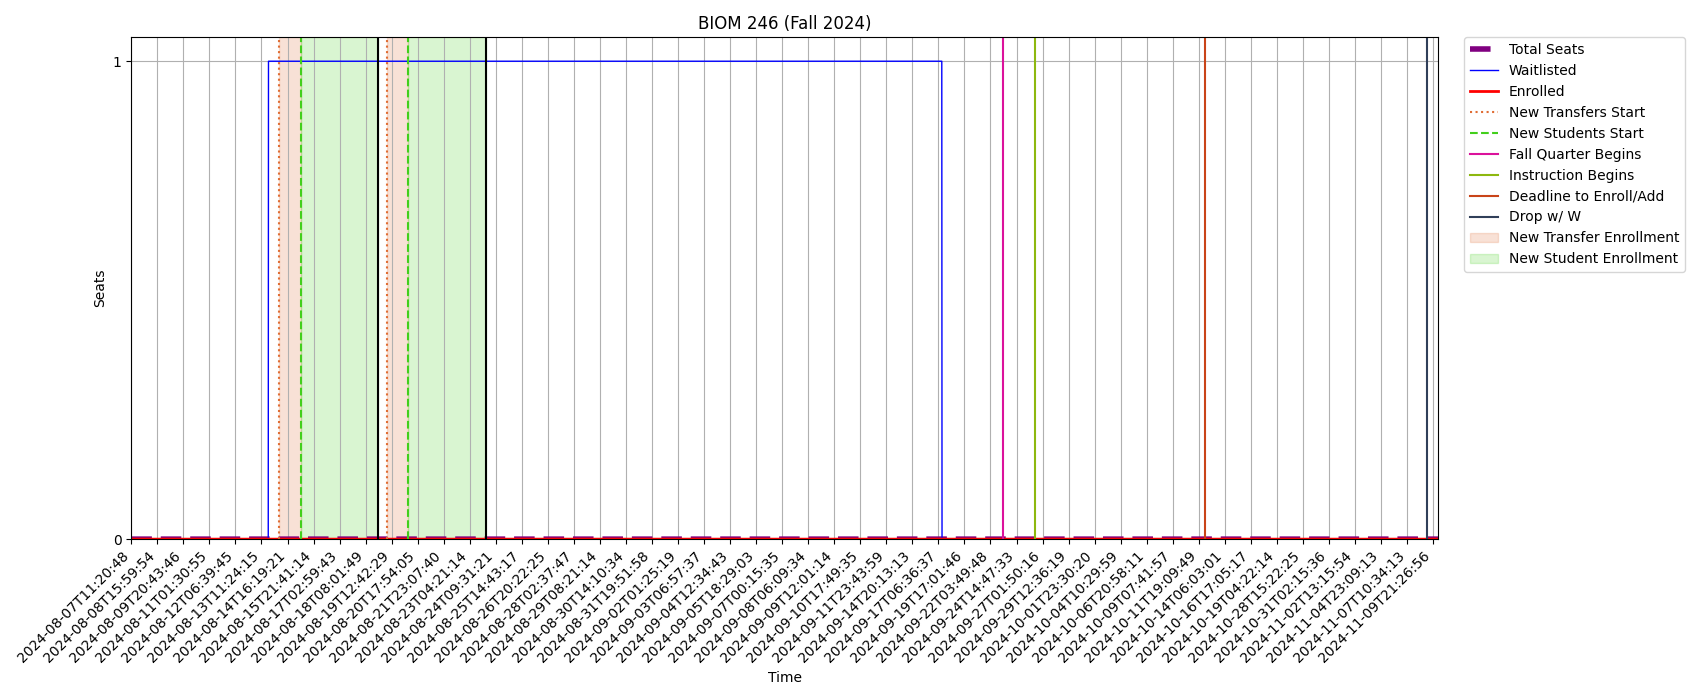 BIOM 246 (Fall 2024)
Seats
1
0
Total Seats
Waitlisted
Enrolled
New Transfers Start
New Students Start
Fall Quarter Begins
Instruction Begins
Deadline to Enroll/Add
Drop w/ W
New Transfer Enrollment
New Student Enrollment
2024-08-07T11:20:48
2024-08-08T15:59:54
2024-08-09T20:43:46
2024-08-11T01:30:55
2024-08-12T06:39:45
2024-08-13T11:24:15
2024-08-14T16:19:21
2024-08-15T21:41:14
2024-08-17T02:59:43
2024-08-18T08:01:49
2024-08-19T12:42:29
2024-08-20T17:54:05
2024-08-21T23:07:40
2024-08-23T04:21:14
2024-08-24T09:31:21
2024-08-25T14:43:17
2024-08-26T20:22:25
2024-08-28T02:37:47
2024-08-29T08:21:14
2024-08-30T14:10:34
2024-08-31T19:51:58
2024-09-02T01:25:19
2024-09-03T06:57:37
2024-09-04T12:34:43
2024-09-05T18:29:03
2024-09-07T00:15:35
2024-09-08T06:09:34
2024-09-09T12:01:14
2024-09-10T17:49:35
2024-09-11T23:43:59
2024-09-14T20:13:13
2024-09-17T06:36:37
2024-09-19T17:01:46
2024-09-22T03:49:48
2024-09-24T14:47:33
2024-09-27T01:50:16
2024-09-29T12:36:19
2024-10-01T23:30:20
2024-10-04T10:29:59
2024-10-06T20:58:11
2024-10-09T07:41:57
2024-10-11T19:09:49
2024-10-14T06:03:01
2024-10-16T17:05:17
2024-10-19T04:22:14
2024-10-28T15:22:25
2024-10-31T02:15:36
2024-11-02T13:15:54
2024-11-04T23:09:13
2024-11-07T10:34:13
2024-11-09T21:26:56
Time